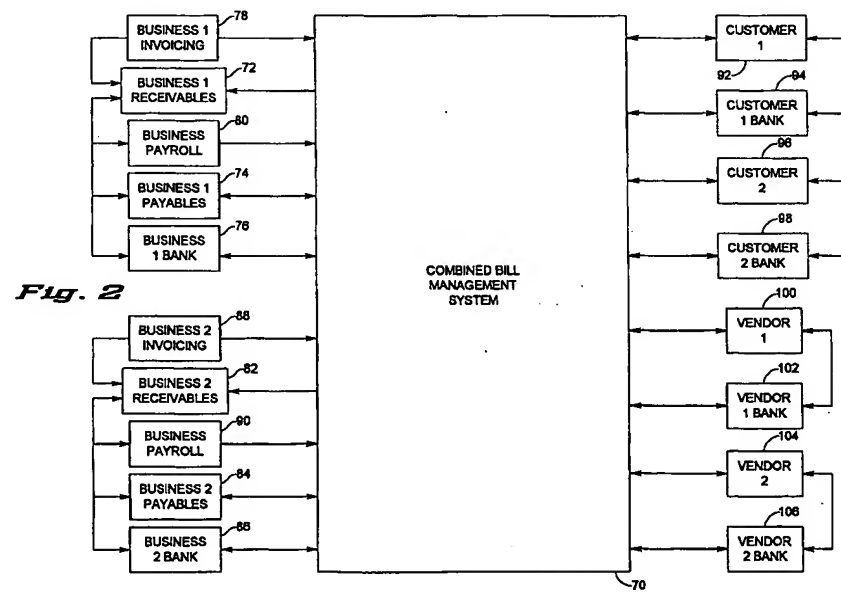 78
BUSINESS 1
INVOICING
72
BUSINESS 1
RECEIVABLES
80
BUSINESS
PAYROLL
74
BUSINESS 1
PAYABLES
76
BUSINESS
1 BANK
Fig. 2
88
BUSINESS 2
INVOICING
82
BUSINESS 2
RECEIVABLES
90
BUSINESS
PAYROLL
84
BUSINESS 2
PAYABLES
86
BUSINESS
2 BANK
COMBINED BILL
MANAGEMENT
SYSTEM
70
CUSTOMER
1
92
94
CUSTOMER
1 BANK
96
CUSTOMER
2
98
CUSTOMER
2 BANK
100
VENDOR
1
102
VENDOR
1 BANK
104
VENDOR
2
106
VENDOR
2 BANK